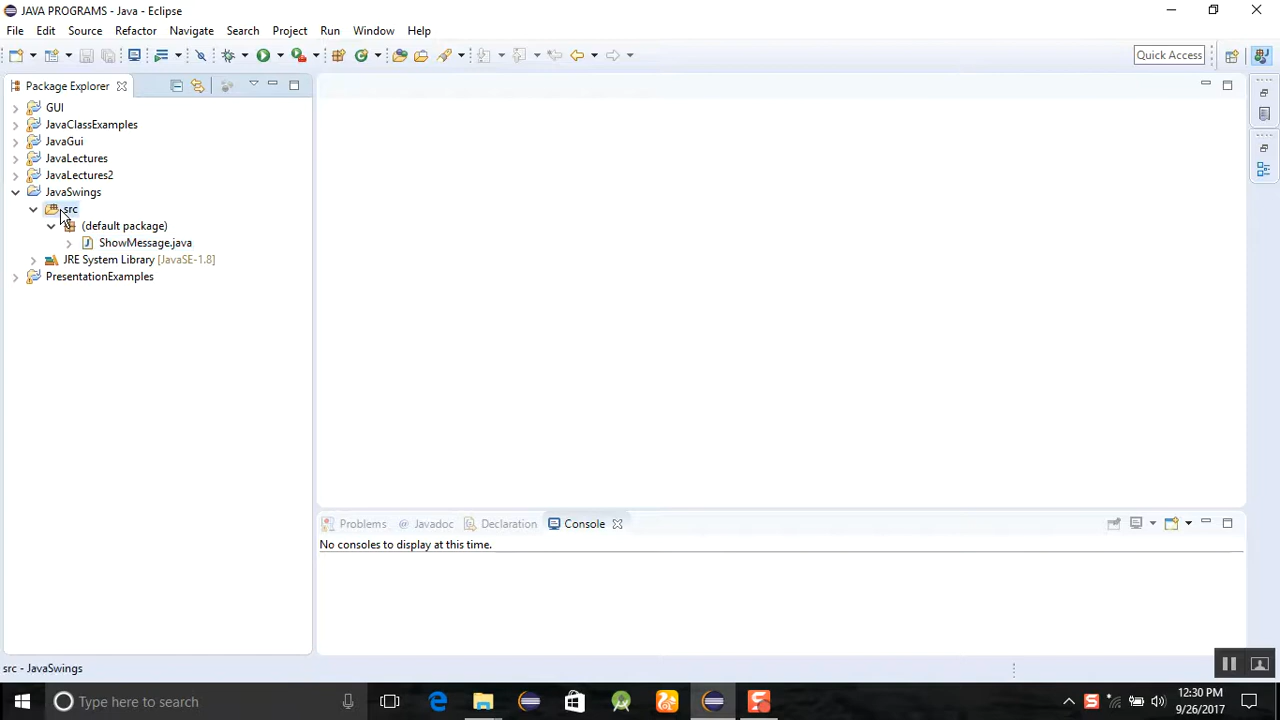 JAVA PROGRAMS - Java - Eclipse
File Edit Source Refactor Navigate Search Project Run Window Help
Quick Access
Package Explorer
GUI
JavaClassExamples
JavaGui
JavaLectures
JavaLectures2
JavaSwings
src
(default package)
ShowMessage.java
JRE System Library [JavaSE-1.8]
PresentationExamples
Problems @ Javadoc Declaration Console
No consoles to display at this time.
src - JavaSwings
Type here to search
12:30 PM
9/26/2017